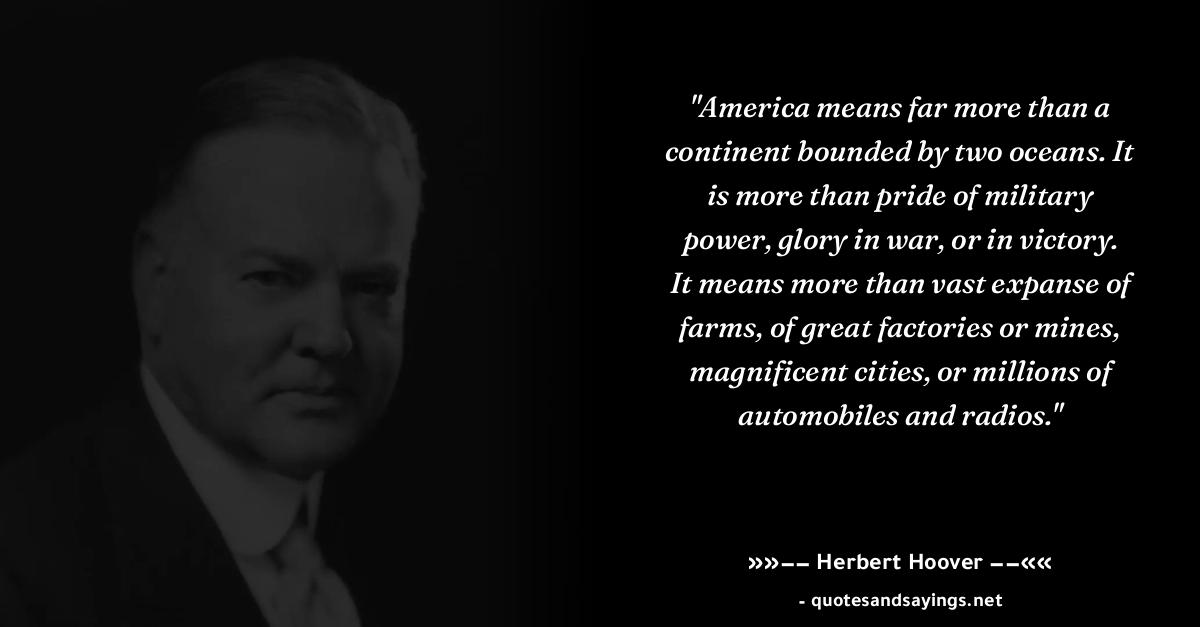 "America means far more than a
continent bounded by two oceans. It
is more than pride of military
power, glory in war, or in victory.
It means more than vast expanse of
farms, of great factories or mines,
magnificent cities, or millions of
automobiles and radios."
»»−− Herbert Hoover −−««
- quotesandsayings.net